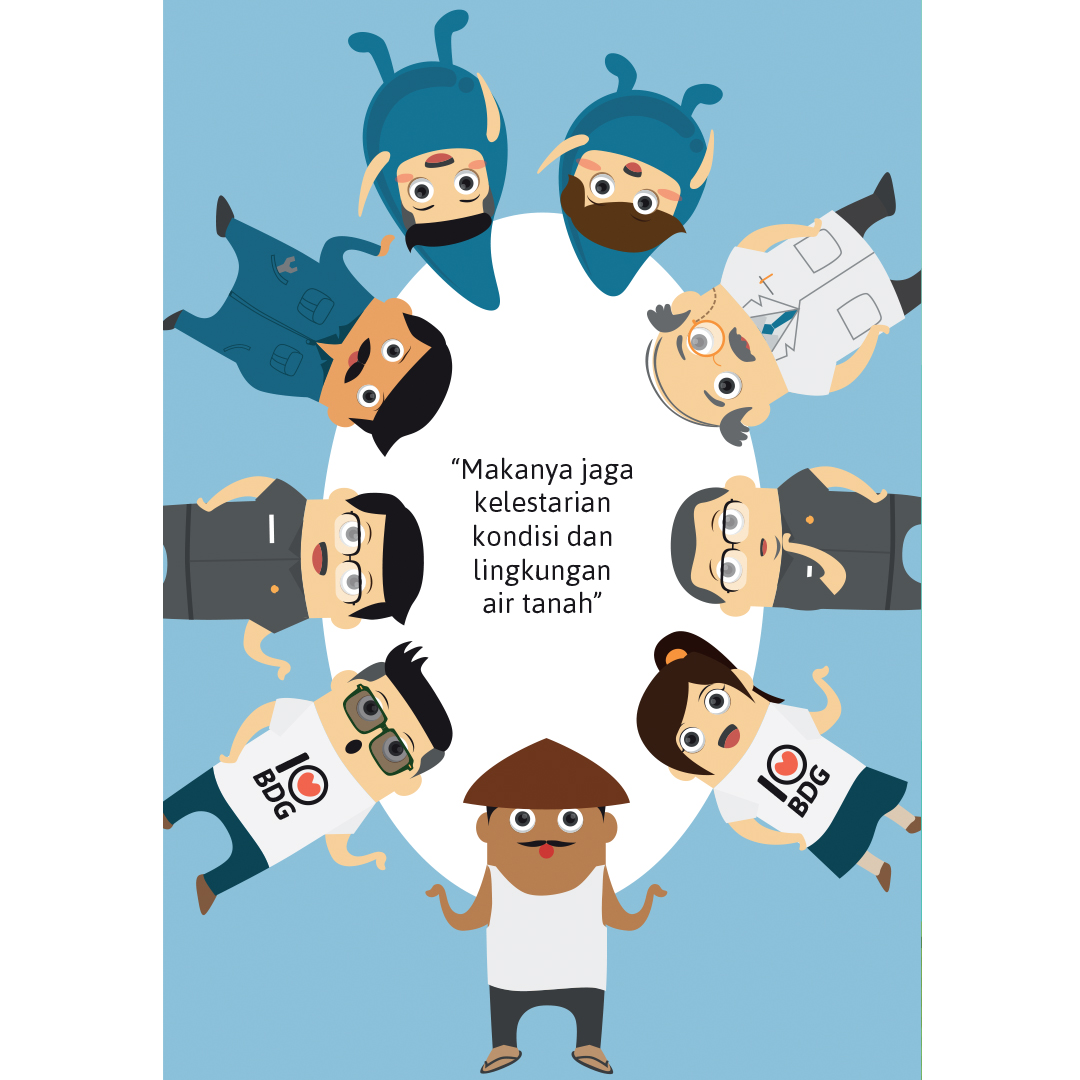 “Makanya jaga
kelestarian
kondisi dan
lingkungan
air tanah”
I
BDG
I
BDG